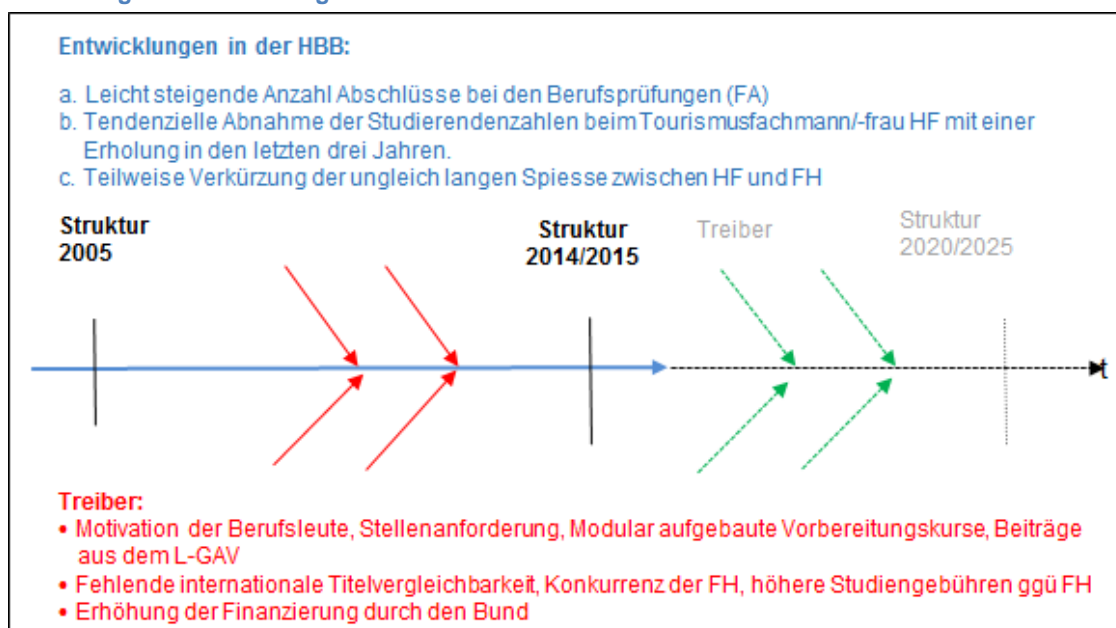 Entwicklungen in der HBB:
a. Leicht steigende Anzahl Abschlüsse bei den Berufsprüfungen (FA)
b. Tendenzielle Abnahme der Studierendenzahlen beim Tourismusfachmann/-frau HF mit einer
Erholung in den letzten drei Jahren.
c. Teilweise Verkürzung der ungleich langen Spiesse zwischen HF und FH
Struktur
2005
Struktur
2014/2015
Treiber
Struktur
2020/2025
t
Treiber:
• Motivation der Berufsleute, Stellenanforderung, Modular aufgebaute Vorbereitungskurse, Beiträge
aus dem L-GAV
• Fehlende internationale Titelvergleichbarkeit, Konkurrenz der FH, höhere Studiengebühren ggü FH
• Erhöhung der Finanzierung durch den Bund